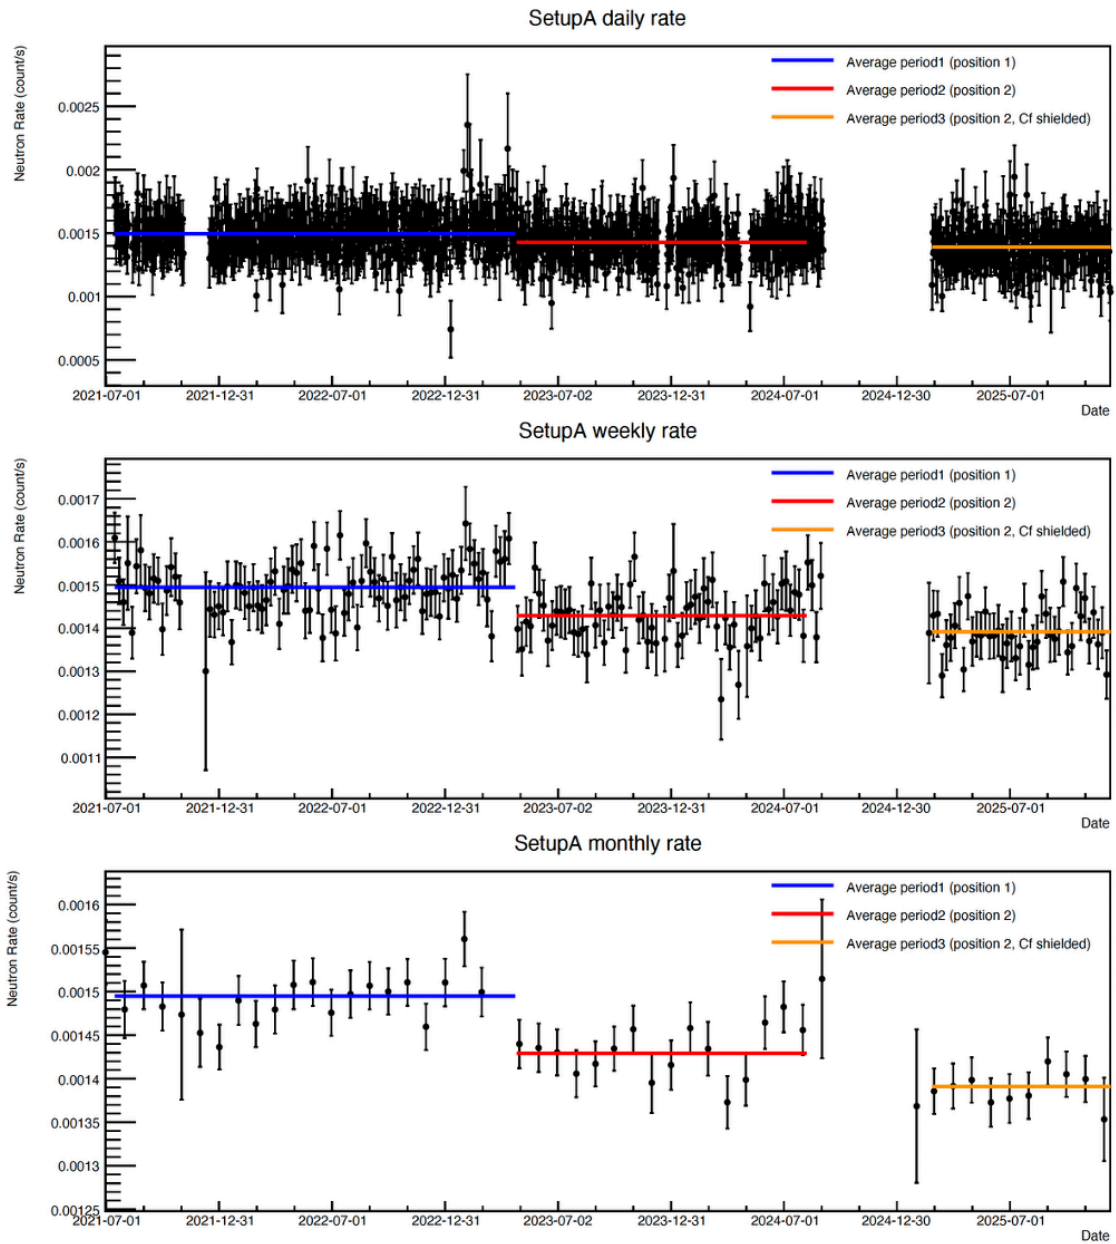 SetupA daily rate
Neutron Rate (count/s)
Average period1 (position 1)
Average period2 (position 2)
Average period3 (position 2, Cf shielded)
0.0025
0.002
0.0015
0.001
0.0005
2021-07-01 2021-12-31 2022-07-01 2022-12-31 2023-07-02 2023-12-31 2024-07-01 2024-12-30 2025-07-01
Date
SetupA weekly rate
Neutron Rate (count/s)
Average period1 (position 1)
Average period2 (position 2)
Average period3 (position 2, Cf shielded)
0.0017
0.0016
0.0015
0.0014
0.0013
0.0012
0.0011
2021-07-01 2021-12-31 2022-07-01 2022-12-31 2023-07-02 2023-12-31 2024-07-01 2024-12-30 2025-07-01
Date
SetupA monthly rate
Neutron Rate (count/s)
Average period1 (position 1)
Average period2 (position 2)
Average period3 (position 2, Cf shielded)
0.0016
0.00155
0.0015
0.00145
0.0014
0.00135
0.0013
0.00125
2021-07-01 2021-12-31 2022-07-01 2022-12-31 2023-07-02 2023-12-31 2024-07-01 2024-12-30 2025-07-01
Date